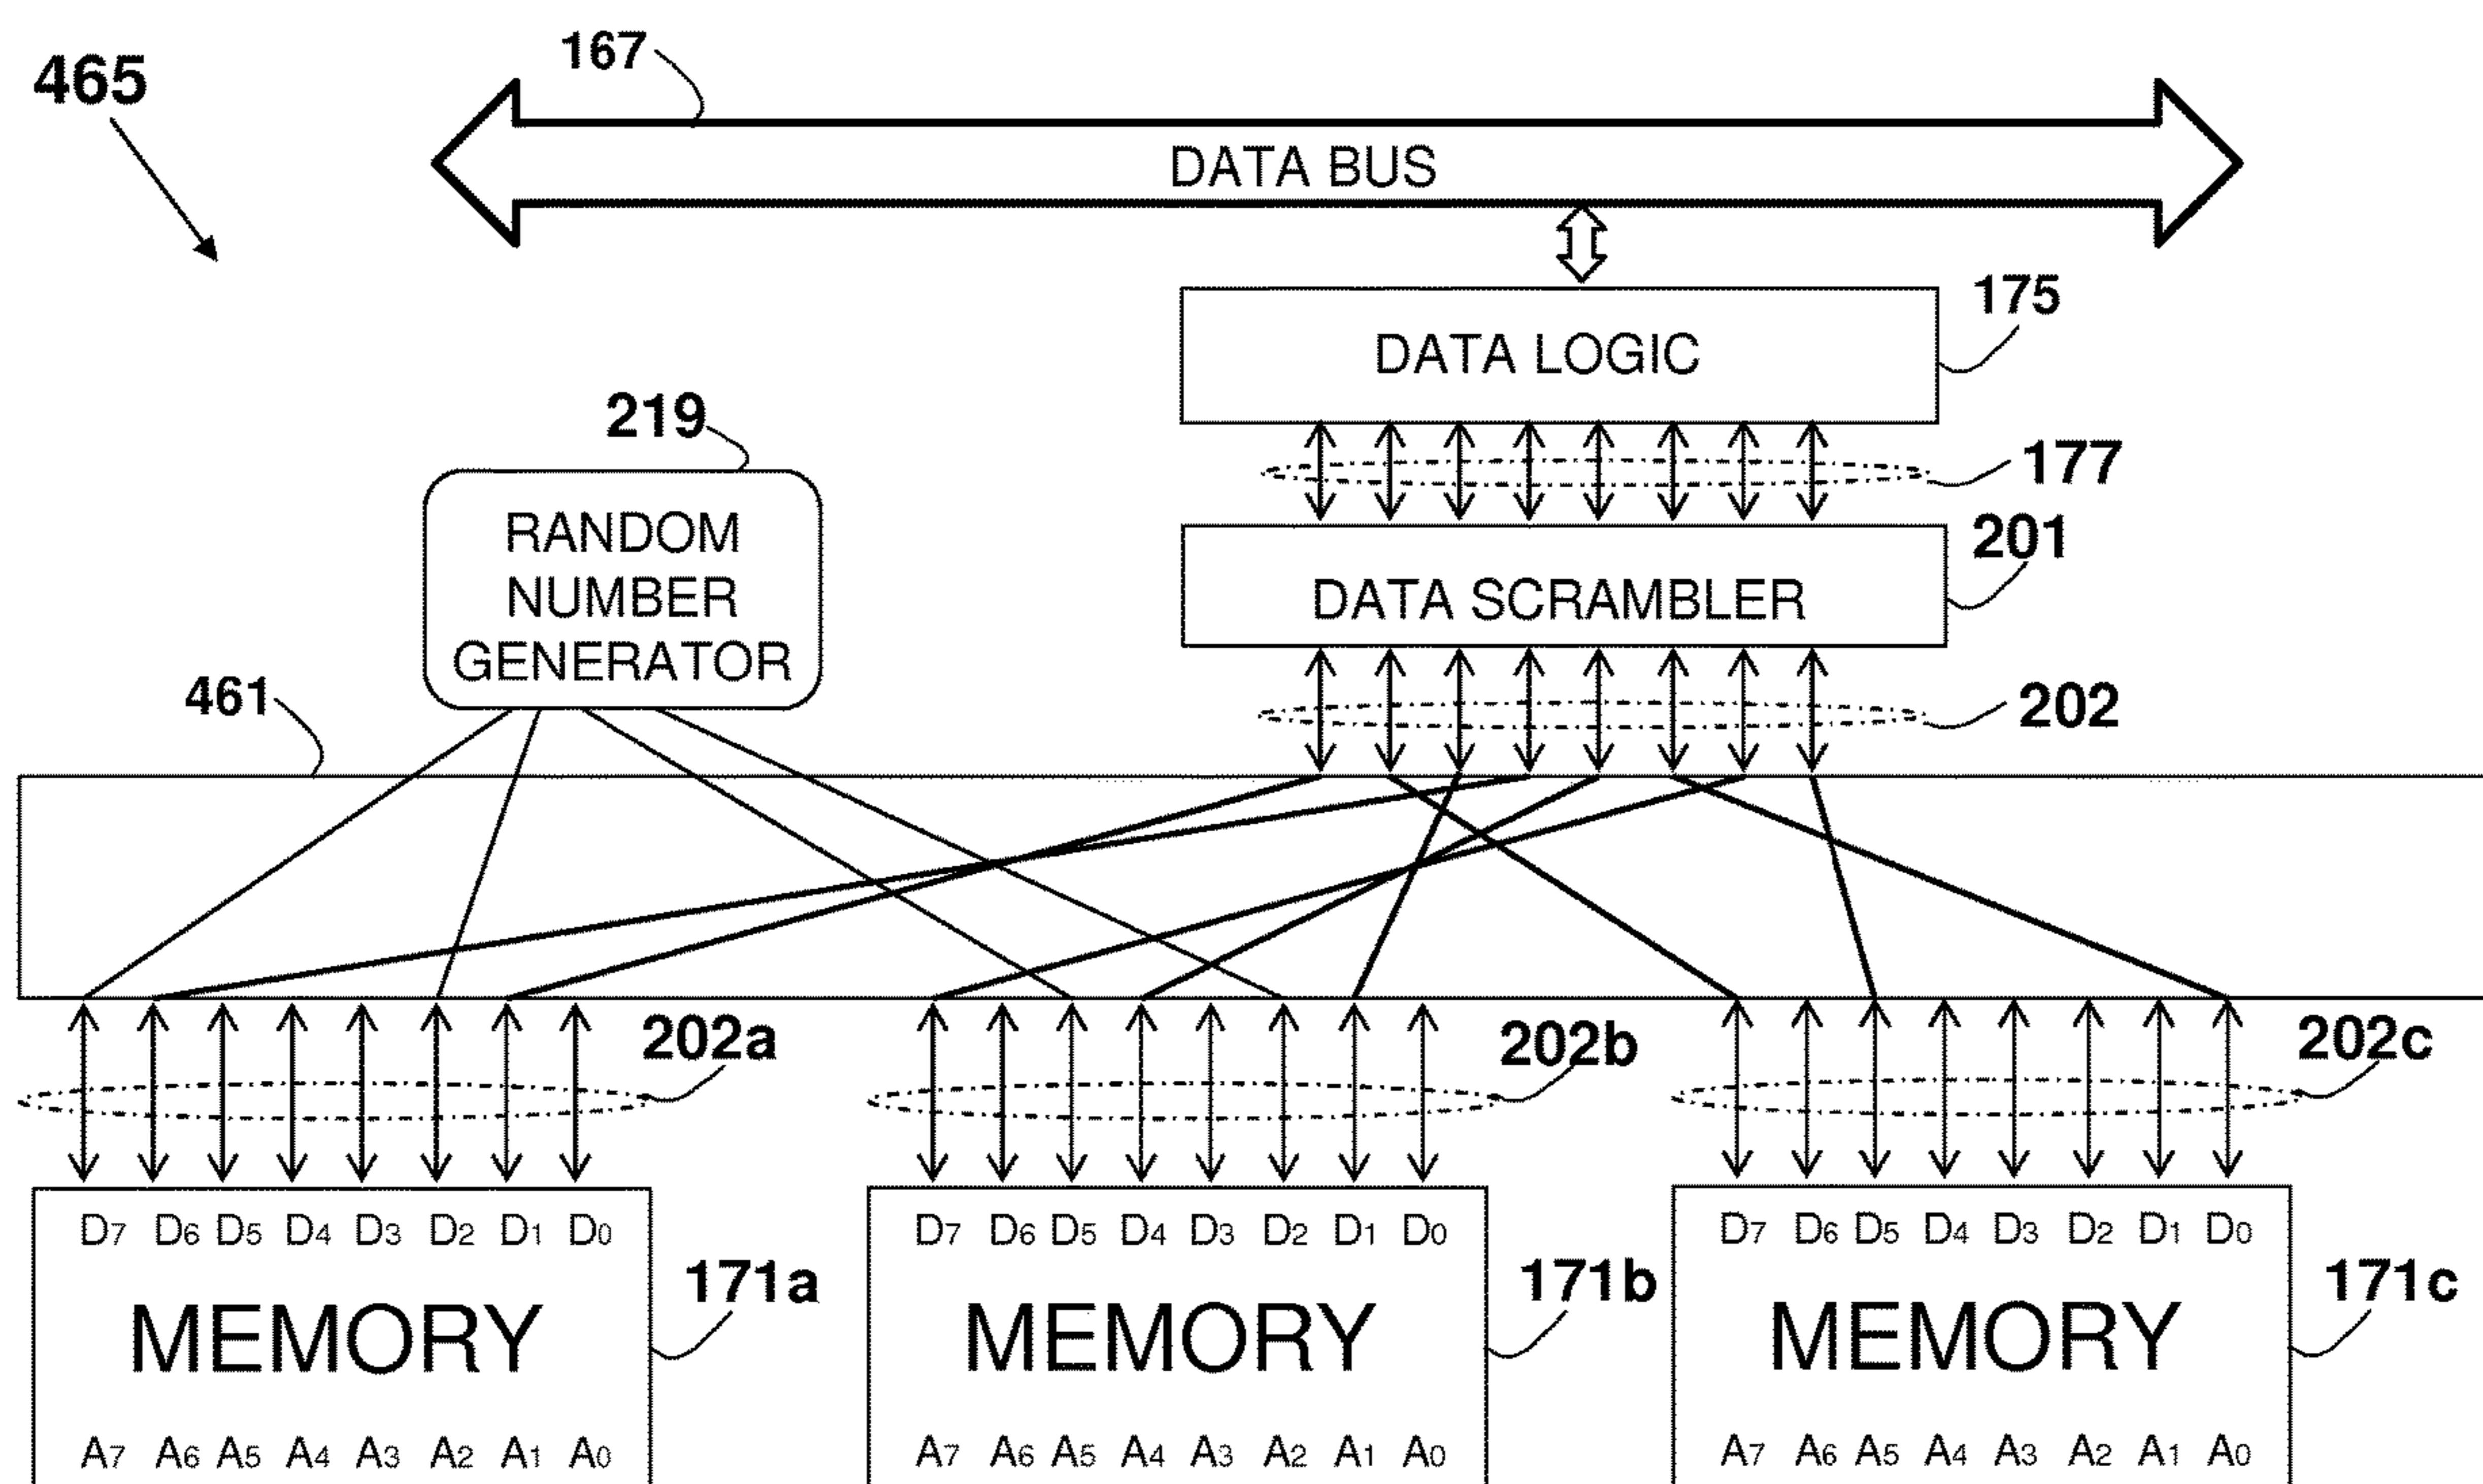 465
167
DATA BUS
175
DATA LOGIC
219
177
RANDOM
NUMBER
GENERATOR
201
DATA SCRAMBLER
461
202
202a
202b
202c
D7 D6 D5 D4 D3 D2 D1 D0
D7 D6 D5 D4 D3 D2 D1 D0
D7 D6 D5 D4 D3 D2 D1 D0
171a
171b
171c
MEMORY
MEMORY
MEMORY
A7 A6 A5 A4 A3 A2 A1 A0
A7 A6 A5 A4 A3 A2 A1 A0
A7 A6 A5 A4 A3 A2 A1 A0